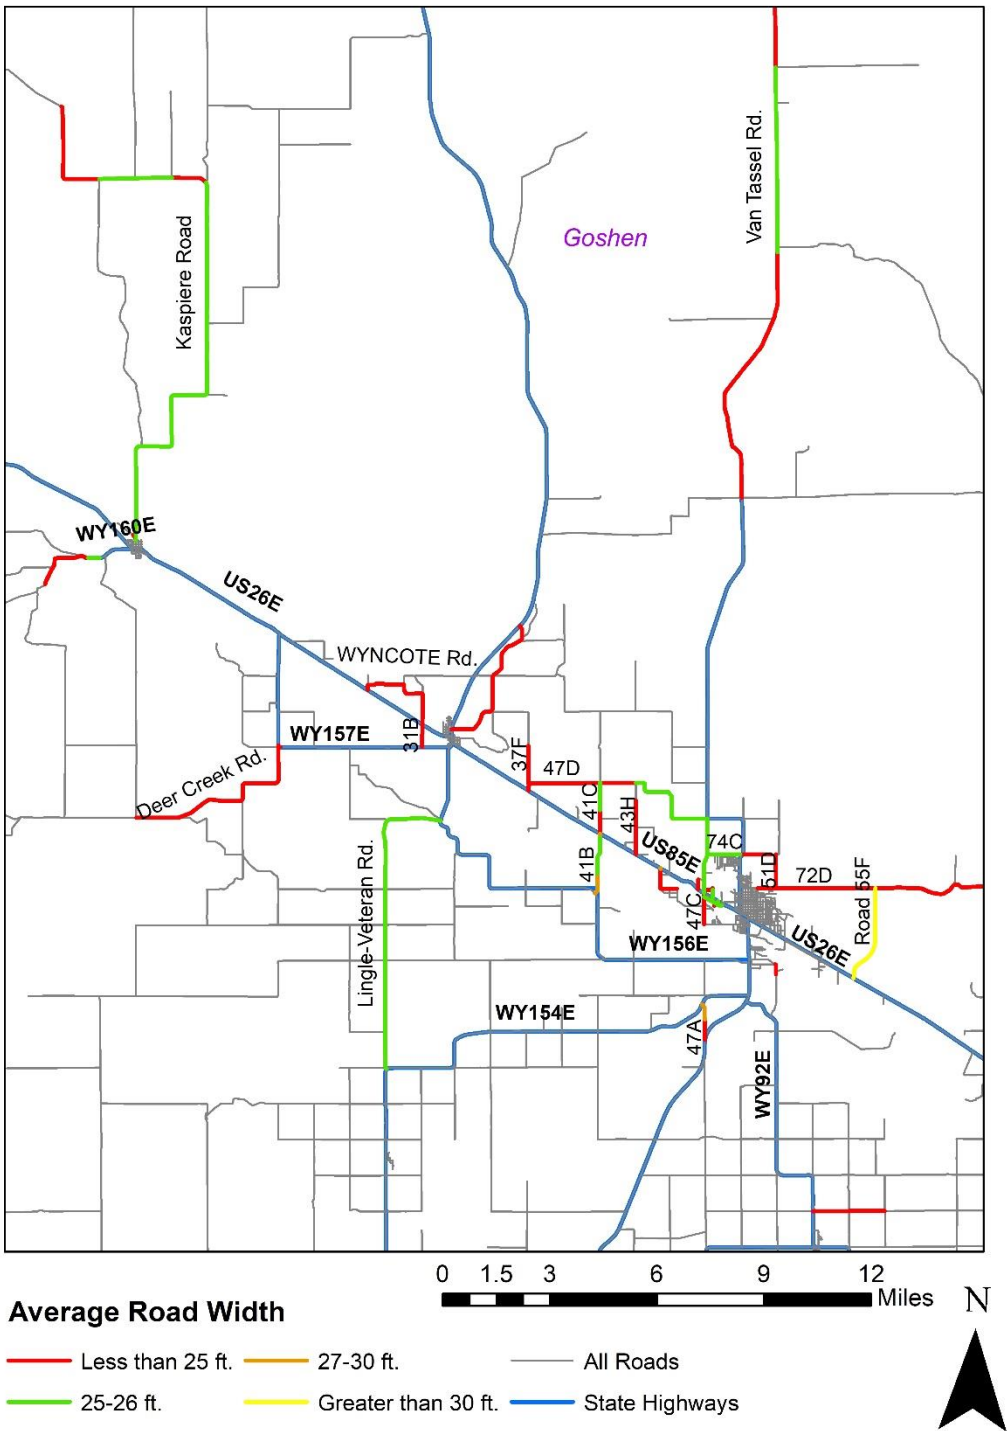 Van Tassel Rd.
Goshen
Kaspiere Road
WY160E
US26E
WYNCOTE Rd.
31B
WY157E
37F
47D
Deer Creek Rd.
41C
43H
US85E
74C
41B
51D
72D
Road 55F
47C
Lingle-Veteran Rd.
US26E
WY156E
WY154E
47A
WY92E
0 1.5 3 6 9 12
Miles
N
Average Road Width
Less than 25 ft. 27-30 ft. All Roads
25-26 ft. Greater than 30 ft. State Highways